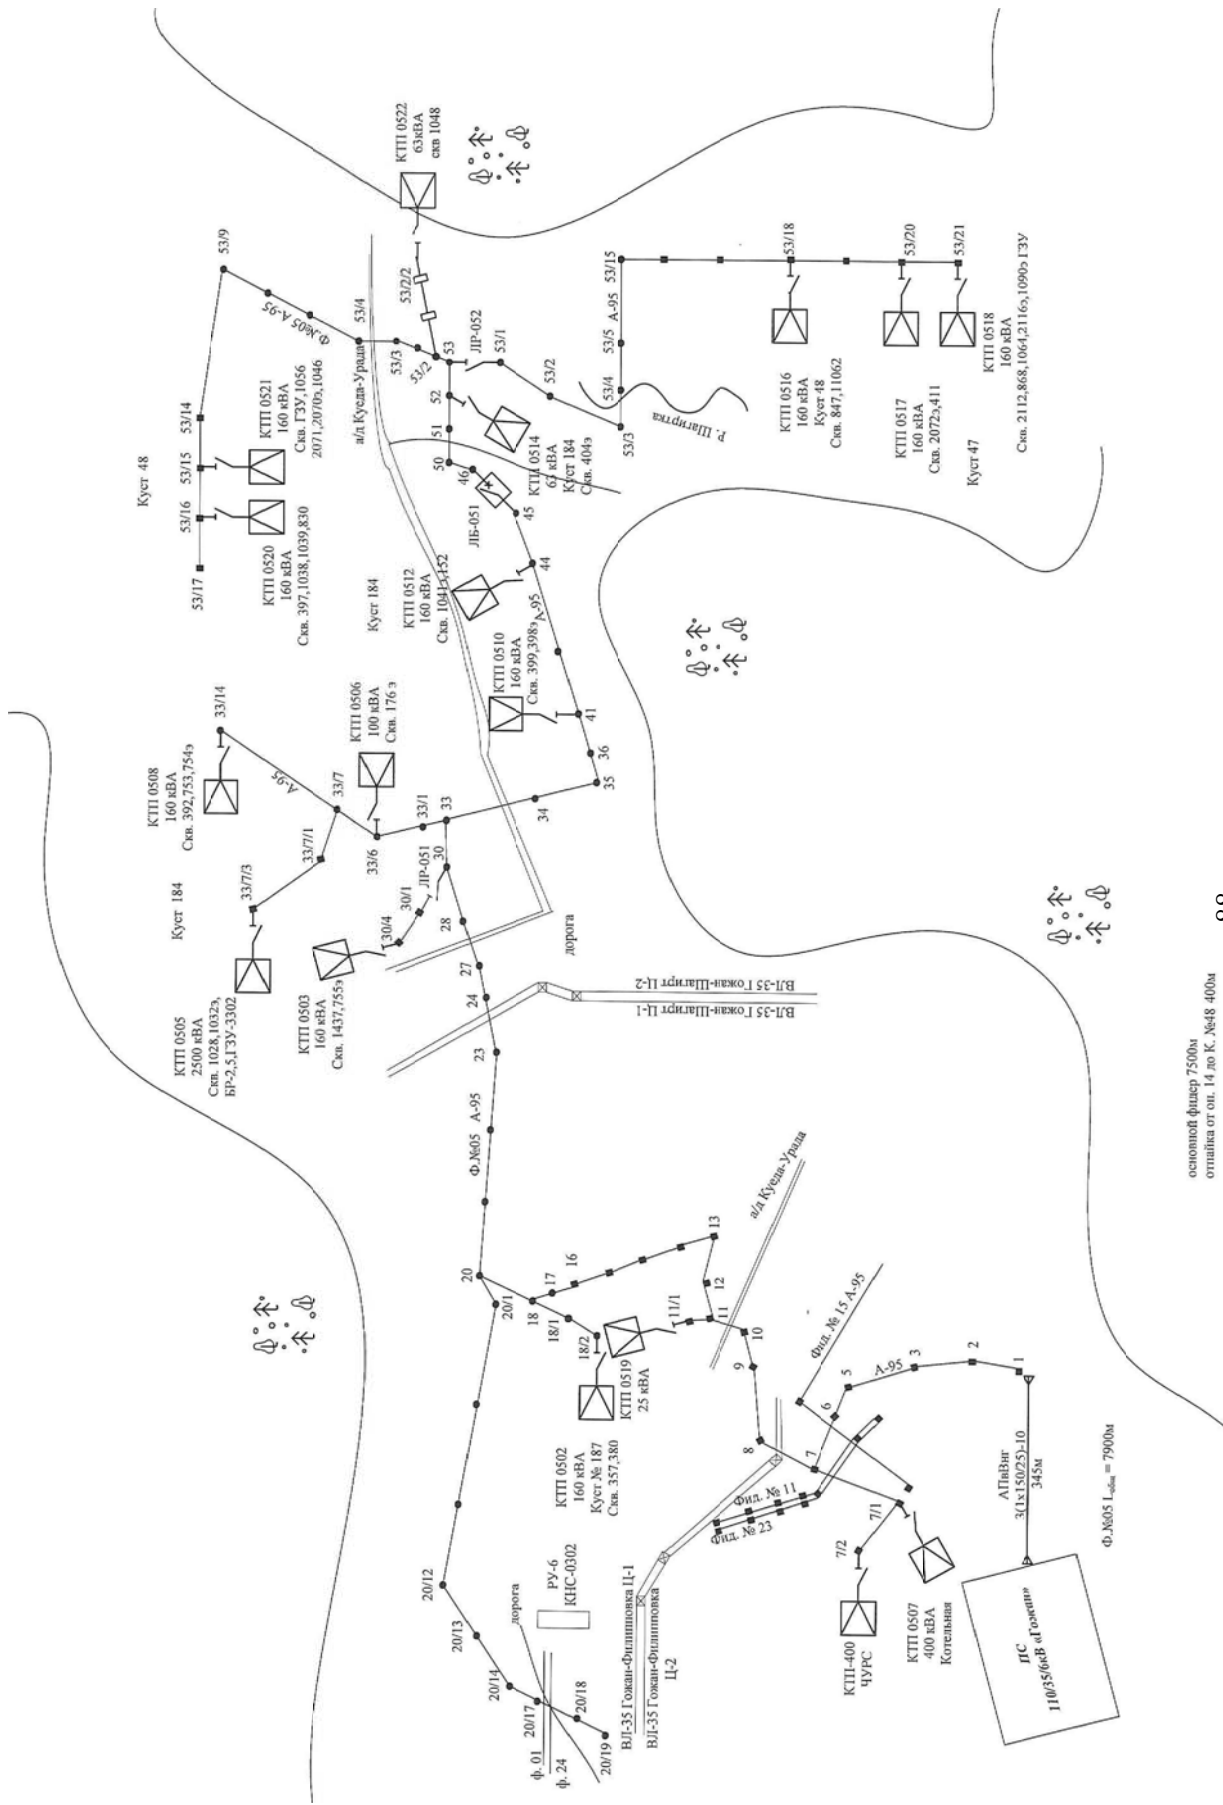 КТП 0522
63кВА
скв 1048
53/9
Ф.№05 А-95
53/4
а/д Куеда-Урада
53/3
53/2
53/2/2
53
ЛР-052
53/1
53/2
52
51
50
46
45
44
ЛБ-051
53/3
53/4
53/5
А-95
53/15
Р. Шагиртка
53/18
53/20
53/21
КТП 0516
160 кВА
Куст 48
Скв. 847,11062
КТП 0517
160 кВА
Скв. 2072э,411
Куст 47
КТП 0518
160 кВА
Скв. 2112,868,1064,2116э,1090э ГЗУ
КТП 0514
63 кВА
Куст 184
Скв. 404э
Куст 48
53/14
53/15
53/16
53/17
КТП 0521
160 кВА
Скв. ГЗУ,1056
2071,2070э,1046
КТП 0520
160 кВА
Скв. 397,1038,1039,830
Куст 184
КТП 0512
160 кВА
Скв. 1041э,152
А-95
КТП 0510
160 кВА
Скв. 399,398э
41
36
35
34
33
33/1
33/6
33/7
33/7/1
33/7/3
33/14
А-95
КТП 0506
100 кВА
Скв. 176 э
КТП 0508
160 кВА
Скв. 392,753,754э
Куст 184
КТП 0505
2500 кВА
Скв. 1028,1032э,
БР-2,5,ГЗУ-3302
КТП 0503
160 кВА
Скв. 1437,755э
30/4
30/1
ЛР-051
30
28
27
24
23
дорога
ВЛ-35 Гожан-Шагирт Ц-2
ВЛ-35 Гожан-Шагирт Ц-1
Ф.№05 А-95
20
20/1
18
17
16
13
12
11
11/1
10
9
8
7
6
5
3
2
1
18/1
18/2
КТП 0519
25 кВА
КТП 0502
160 кВА
Куст № 187
Скв. 357,380
а/д Куеда-Урада
Фид. № 15 А-95
А-95
Фид. № 11
Фид. № 23
7/1
7/2
КТП-400
ЧУРС
КТП 0507
400 кВА
Котельная
АПвВнг
3(1х150/25)-10
345м
ПС
110/35/6кВ «Гожан»
Ф.№05 Lобщ = 7900м
20/12
20/13
20/14
20/17
20/18
20/19
дорога
РУ-6
КНС-0302
ф. 01
ф. 24
ВЛ-35 Гожан-Филипповка Ц-1
ВЛ-35 Гожан-Филипповка
Ц-2
основной фидер 7500м
отпайка от оп. 14 до К. №48 400м